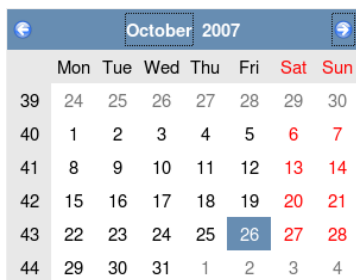 October 2007
Mon Tue Wed Thu Fri Sat Sun
39 24 25 26 27 28 29 30
40 1 2 3 4 5 6 7
41 8 9 10 11 12 13 14
42 15 16 17 18 19 20 21
43 22 23 24 25 26 27 28
44 29 30 31 1 2 3 4